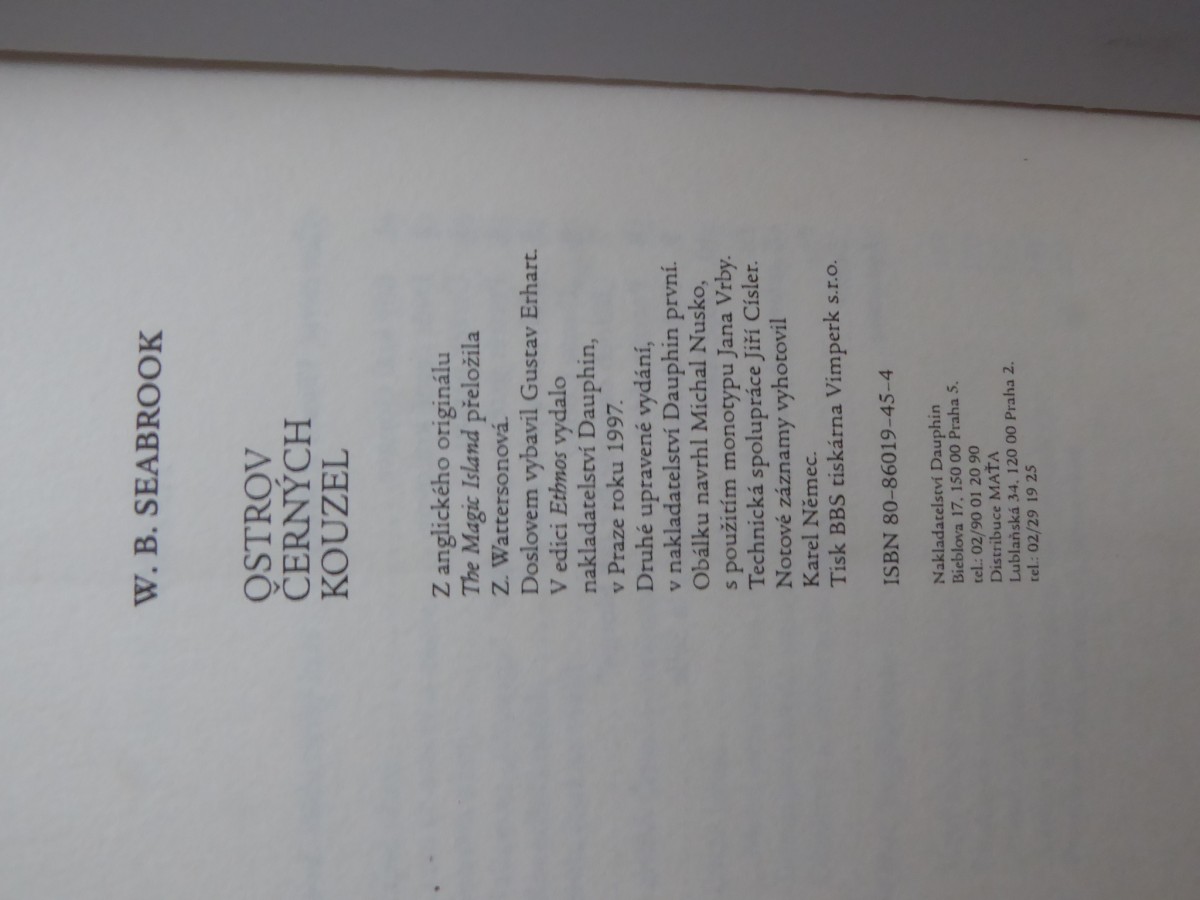 W. B. SEABROOK
OSTROV
ČERNÝCH
KOUZEL
Z anglického originálu
The Magic Island přeložila
Z. Wattersonová.
Doslovem vybavil Gustav Erhart.
V edici Ethnos vydalo
nakladatelství Dauphin,
v Praze roku 1997.
Druhé upravené vydání,
v nakladatelství Dauphin první.
Obálku navrhl Michal Nusko,
s použitím monotypu Jana Vrby.
Technická spolupráce Jiří Císler.
Notové záznamy vyhotovil
Karel Němec.
Tisk BBS tiskárna Vimperk s.r.o.
ISBN 80-86019-45-4
Nakladatelství Dauphin
Bieblova 17, 150 00 Praha 5.
tel.: 02/90 01 20 90
Distribuce MAŤA
Lublaňská 34, 120 00 Praha 2.
tel.: 02/29 19 25